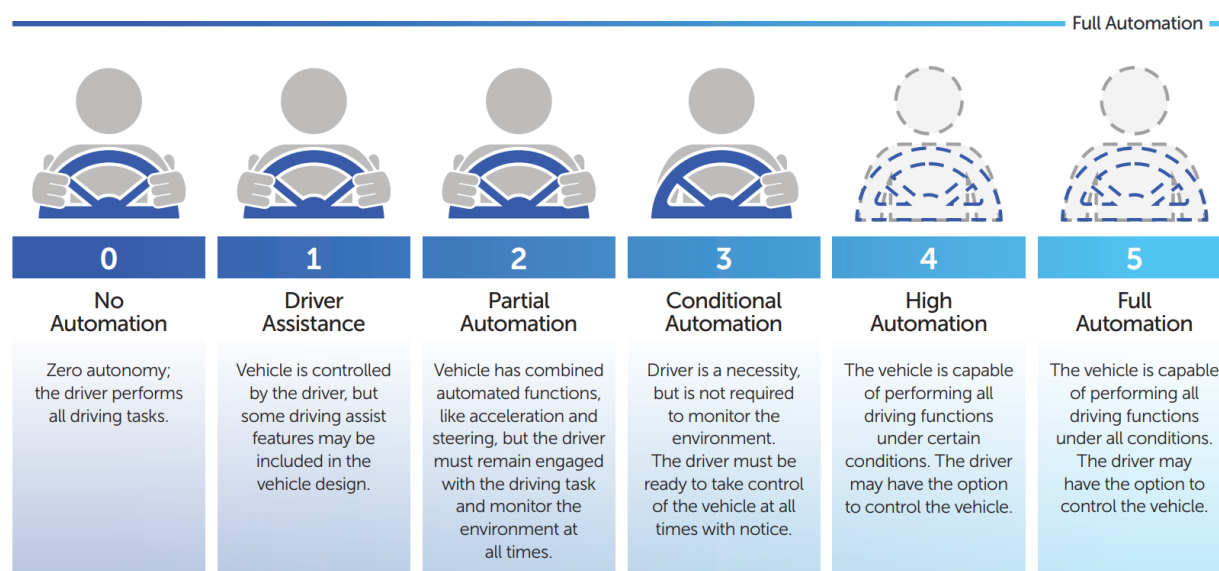 Full Automation
0
No
Automation
Zero autonomy;
the driver performs
all driving tasks.
1
Driver
Assistance
Vehicle is controlled
by the driver, but
some driving assist
features may be
included in the
vehicle design.
2
Partial
Automation
Vehicle has combined
automated functions,
like acceleration and
steering, but the driver
must remain engaged
with the driving task
and monitor the
environment at
all times.
3
Conditional
Automation
Driver is a necessity,
but is not required
to monitor the
environment.
The driver must be
ready to take control
of the vehicle at all
times with notice.
4
High
Automation
The vehicle is capable
of performing all
driving functions
under certain
conditions. The driver
may have the option
to control the vehicle.
5
Full
Automation
The vehicle is capable
of performing all
driving functions
under all conditions.
The driver may
have the option to
control the vehicle.